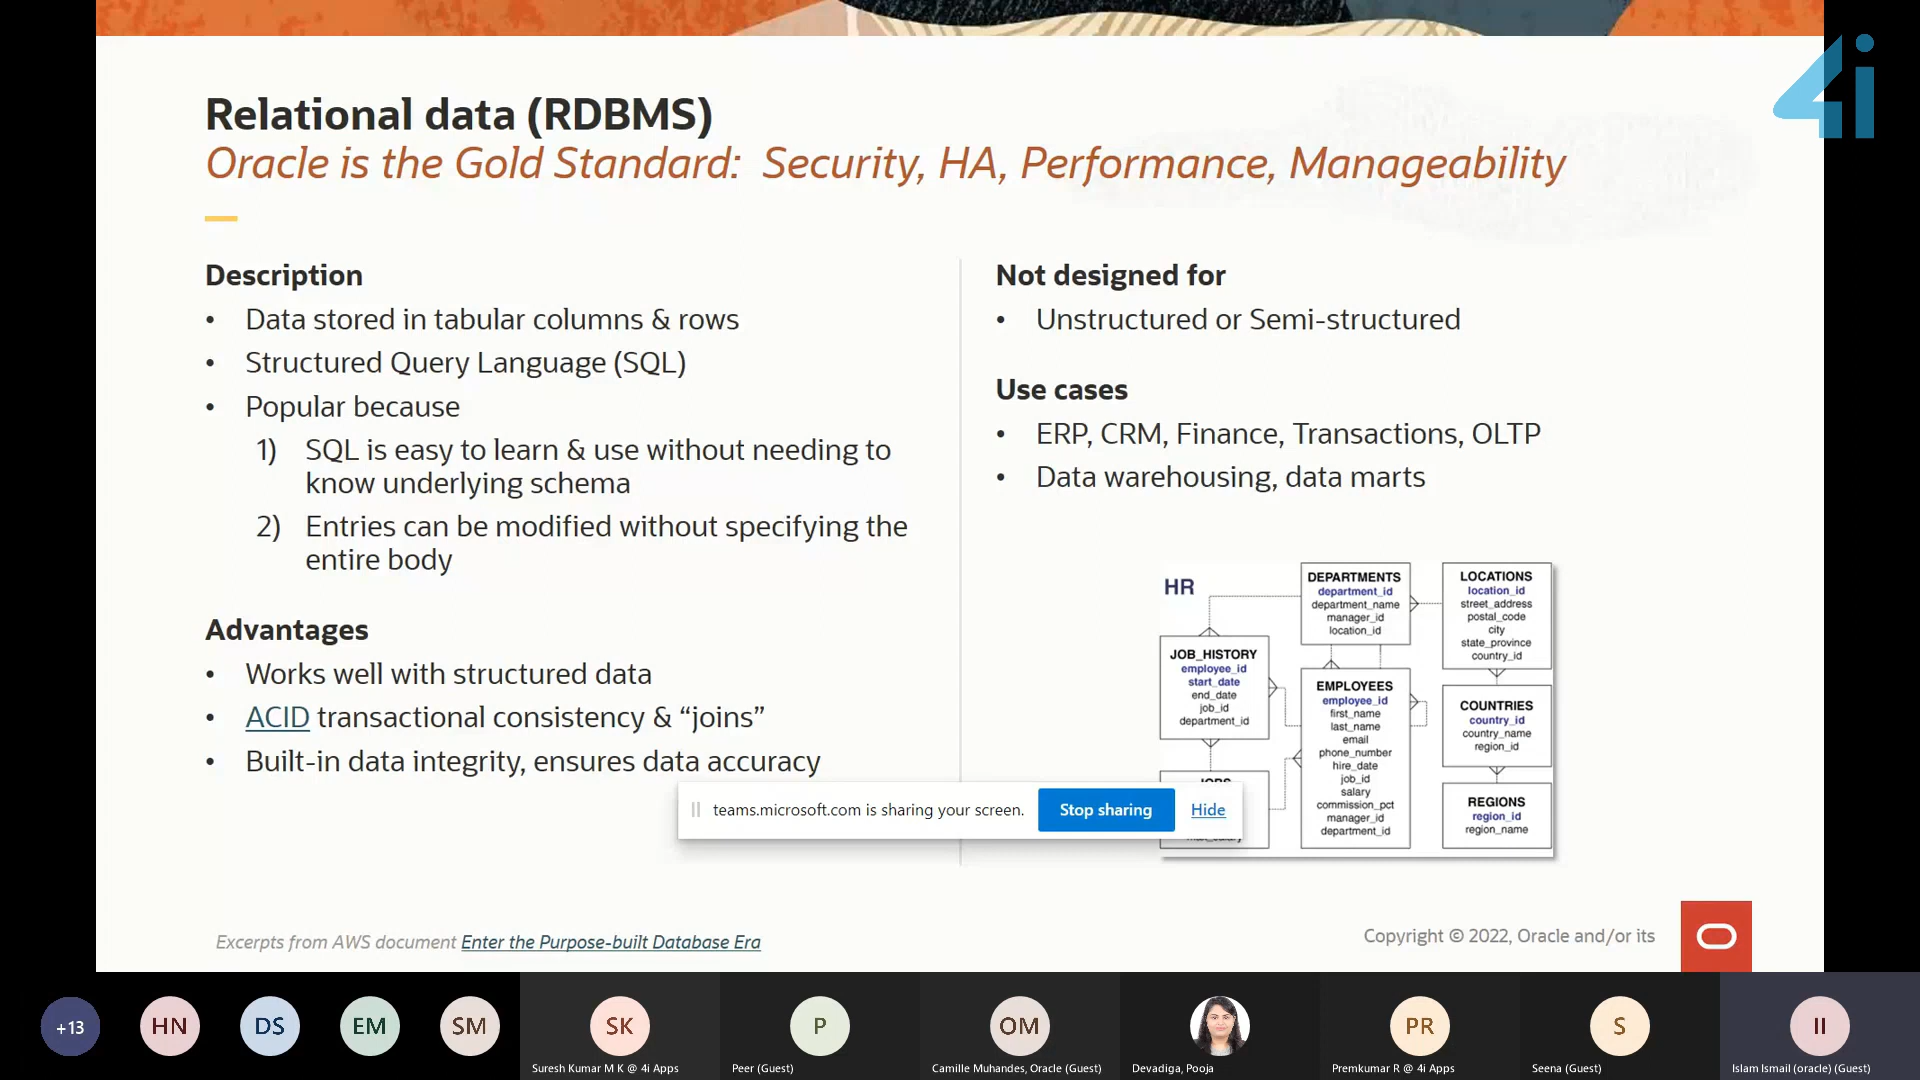 4i
Relational data (RDBMS)
Oracle is the Gold Standard: Security, HA, Performance, Manageability
Description
• Data stored in tabular columns & rows
• Structured Query Language (SQL)
• Popular because
1) SQL is easy to learn & use without needing to
know underlying schema
2) Entries can be modified without specifying the
entire body
Advantages
• Works well with structured data
• ACID transactional consistency & “joins”
• Built-in data integrity, ensures data accuracy
Not designed for
• Unstructured or Semi-structured
Use cases
• ERP, CRM, Finance, Transactions, OLTP
• Data warehousing, data marts
HR
DEPARTMENTS
department_id
department_name
manager_id
location_id
LOCATIONS
location_id
street_address
postal_code
city
state_province
country_id
JOB_HISTORY
employee_id
start_date
end_date
job_id
department_id
EMPLOYEES
employee_id
first_name
last_name
email
phone_number
hire_date
job_id
salary
commission_pct
manager_id
department_id
COUNTRIES
country_id
country_name
region_id
REGIONS
region_id
region_name
teams.microsoft.com is sharing your screen.
Stop sharing
Hide
Excerpts from AWS document Enter the Purpose-built Database Era
Copyright © 2022, Oracle and/or its
+13
HN
DS
EM
SM
SK
P
OM
PR
S
II
Suresh Kumar M K @ 4i Apps
Peer (Guest)
Camille Muhandes, Oracle (Guest)
Devadiga, Pooja
Premkumar R @ 4i Apps
Seena (Guest)
Islam Ismail (oracle) (Guest)